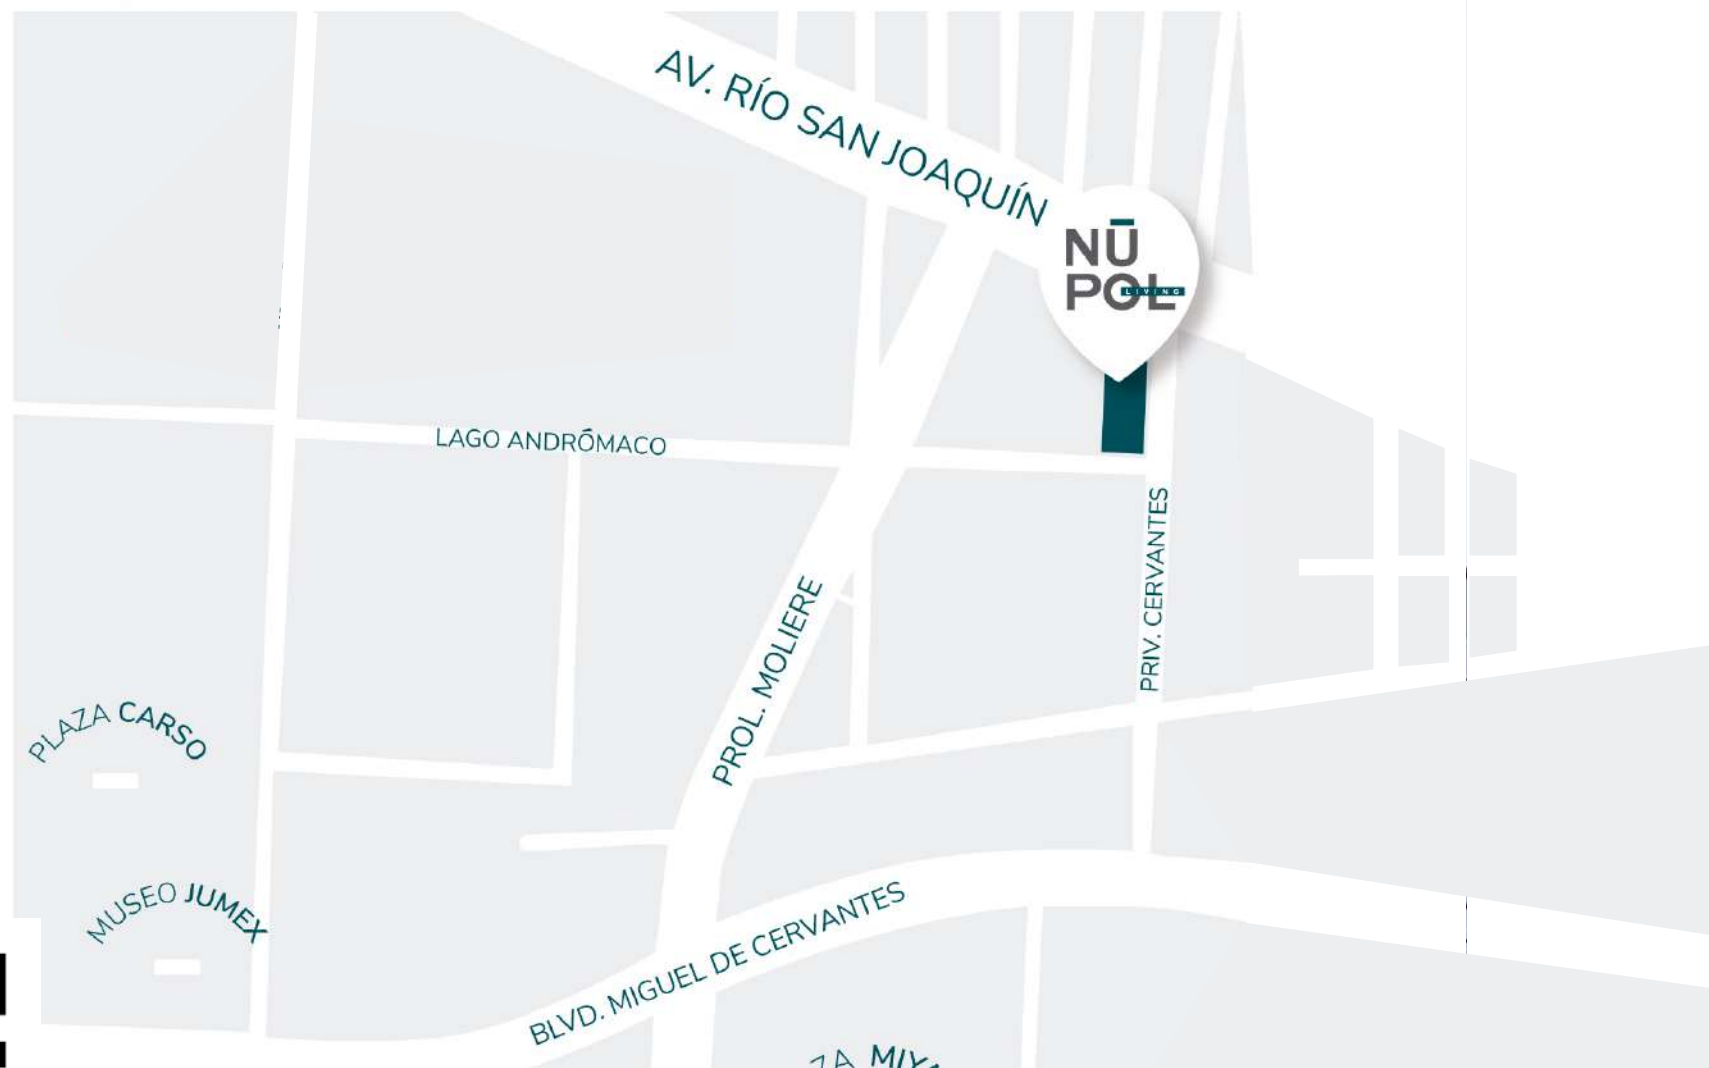 AV. RÍO SAN JOAQUÍN
NŪ
POL
LIVING
LAGO ANDRÓMACO
PRIV. CERVANTES
PROL. MOLIERE
PLAZA CARSO
MUSEO JUMEX
BLVD. MIGUEL DE CERVANTES